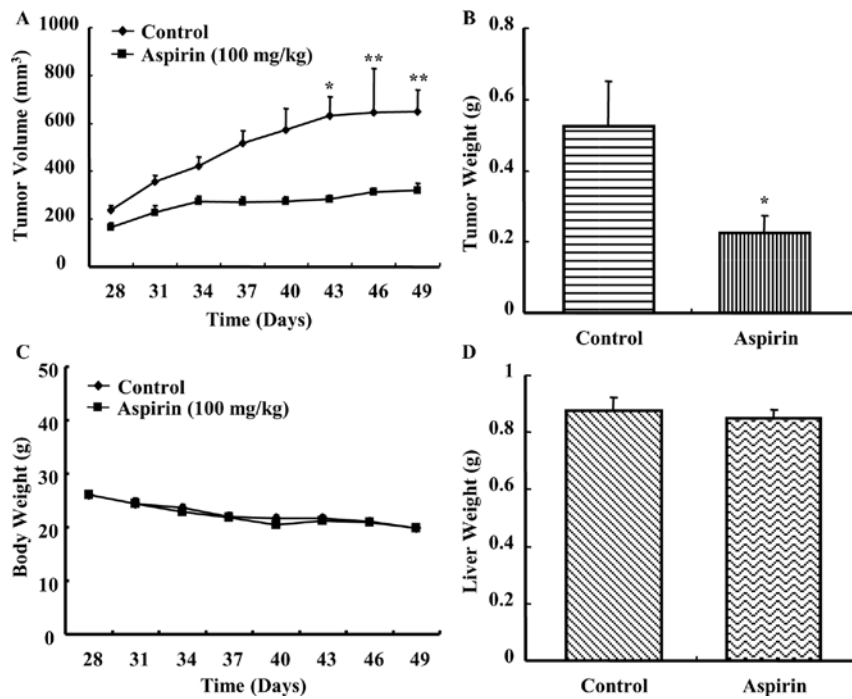 A
Control
Aspirin (100 mg/kg)
Tumor Volume (mm³)
1000
800
600
400
200
0
*
**
**
28 31 34 37 40 43 46 49
Time (Days)
B
Tumor Weight (g)
0.8
0.6
0.4
0.2
0
*
Control Aspirin
C
Control
Aspirin (100 mg/kg)
Body Weight (g)
50
40
30
20
10
0
28 31 34 37 40 43 46 49
Time (Days)
D
Liver Weight (g)
1
0.8
0.6
0.4
0.2
0
Control Aspirin